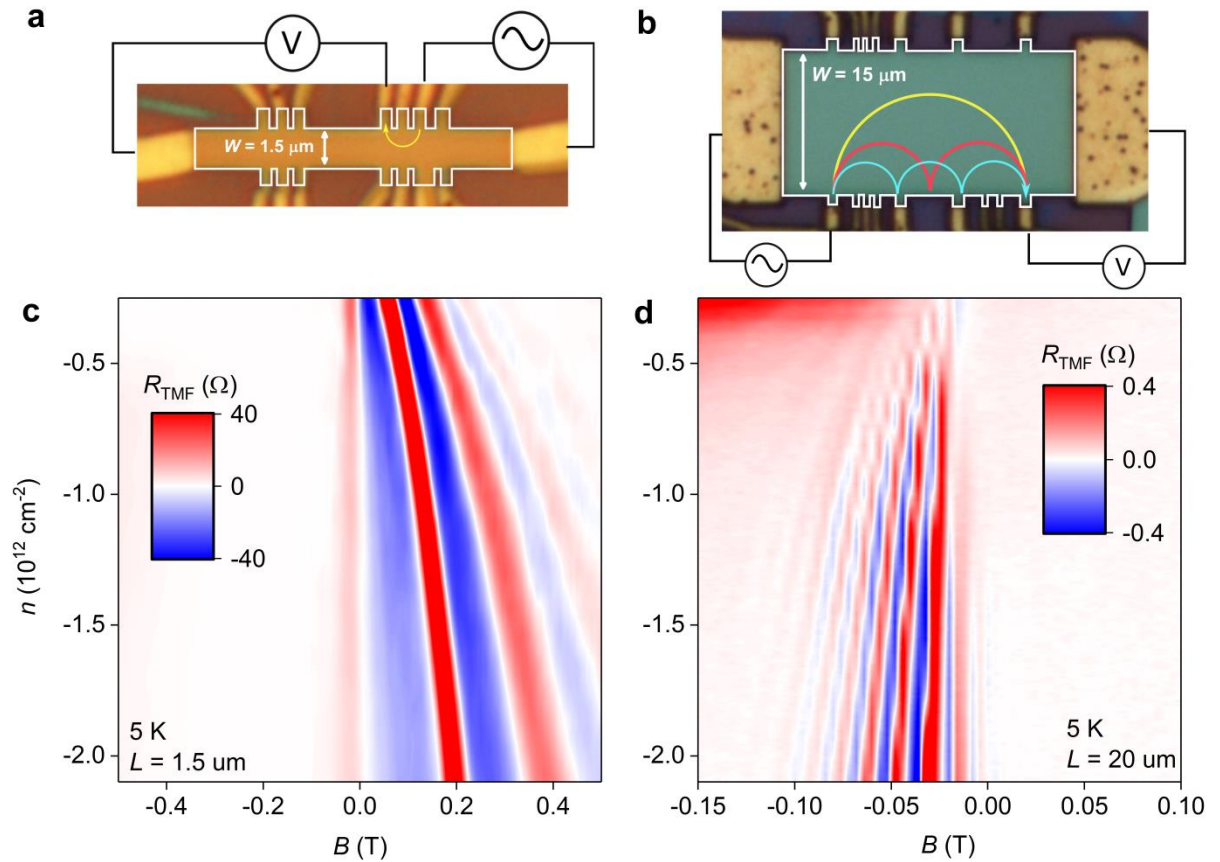 a
V
W = 1.5 μm
b
W = 15 μm
V
c
R_TMF (Ω)
40
0
-40
5 K
L = 1.5 um
-0.5
-1.0
-1.5
-2.0
n (10¹² cm⁻²)
-0.4 -0.2 0.0 0.2 0.4
B (T)
d
R_TMF (Ω)
0.4
0.0
-0.4
5 K
L = 20 um
-0.5
-1.0
-1.5
-2.0
-0.15 -0.10 -0.05 0.00 0.05 0.10
B (T)